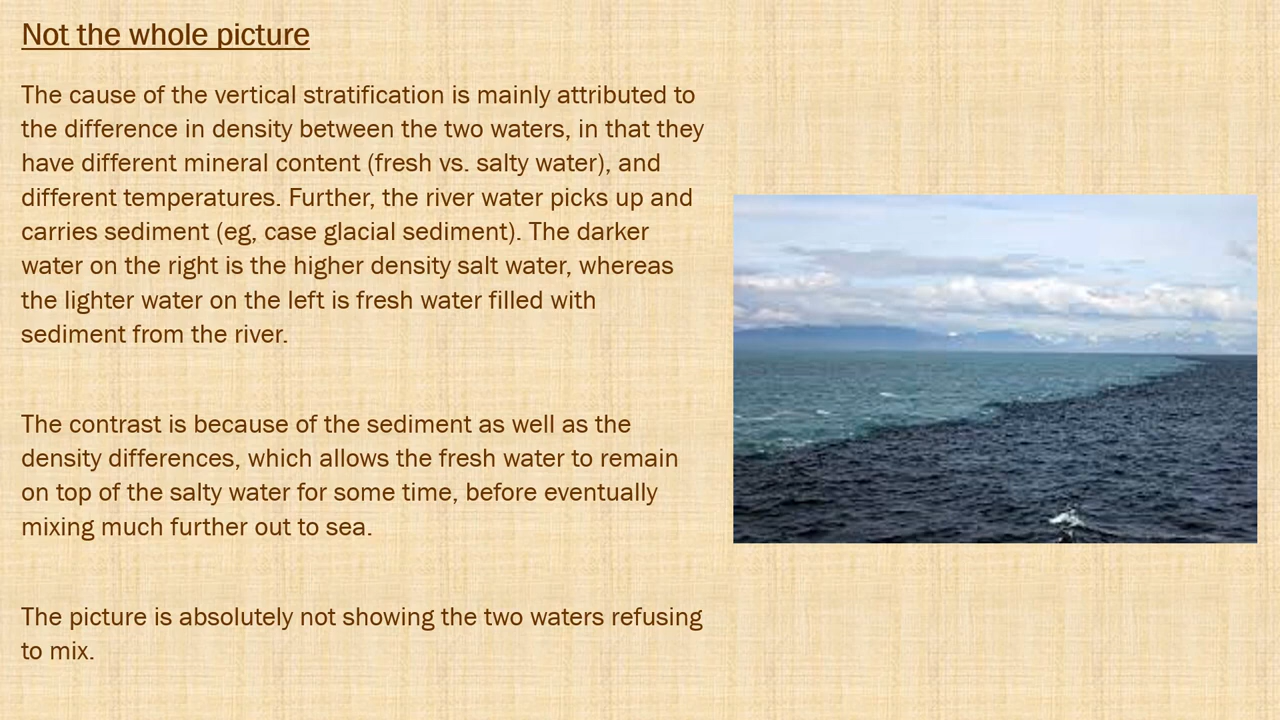 Not the whole picture
The cause of the vertical stratification is mainly attributed to
the difference in density between the two waters, in that they
have different mineral content (fresh vs. salty water), and
different temperatures. Further, the river water picks up and
carries sediment (eg, case glacial sediment). The darker
water on the right is the higher density salt water, whereas
the lighter water on the left is fresh water filled with
sediment from the river.
The contrast is because of the sediment as well as the
density differences, which allows the fresh water to remain
on top of the salty water for some time, before eventually
mixing much further out to sea.
The picture is absolutely not showing the two waters refusing
to mix.